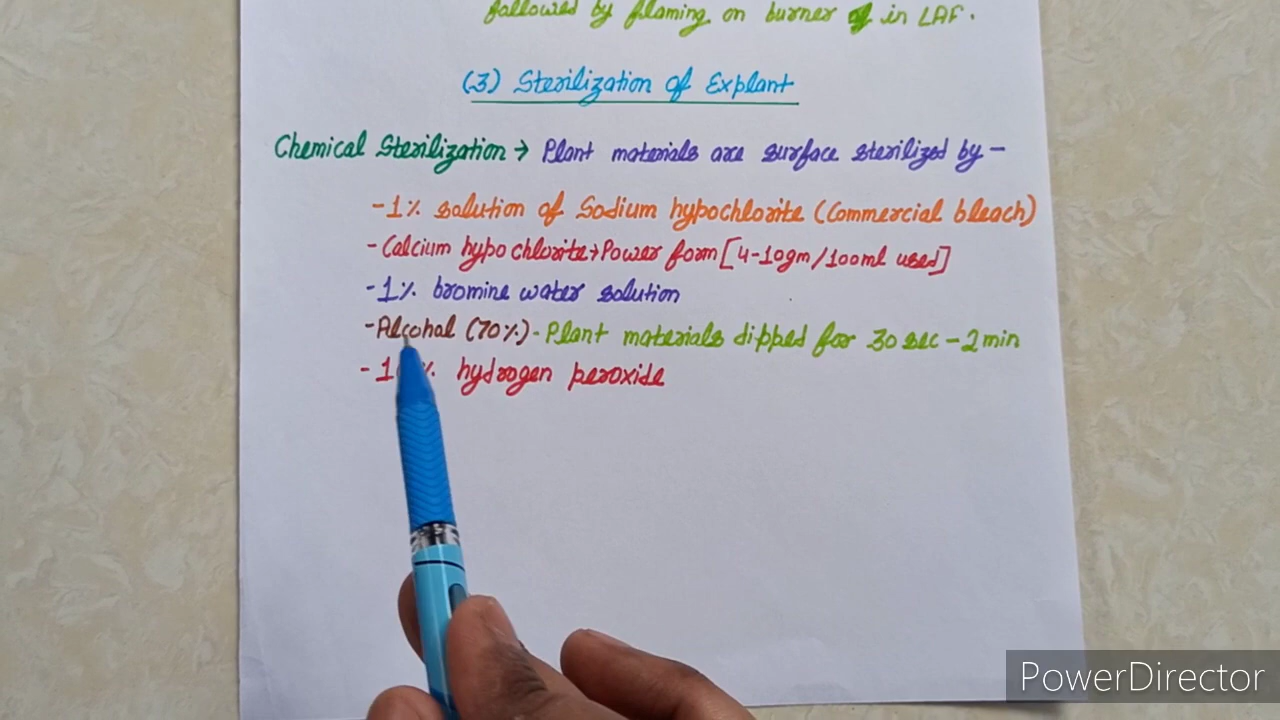 followed by flaming on burner in LAF.
(3) Sterilization of Explant
Chemical Sterilization → Plant materials are surface sterilized by -
- 1% solution of Sodium hypochlorite (Commercial bleach)
- Calcium hypochlorite → Power form [4-10gm/100ml used]
- 1% bromine water solution
- Alcohal (70%) - Plant materials dipped for 30 sec - 2 min
- % hydrogen peroxide
PowerDirector